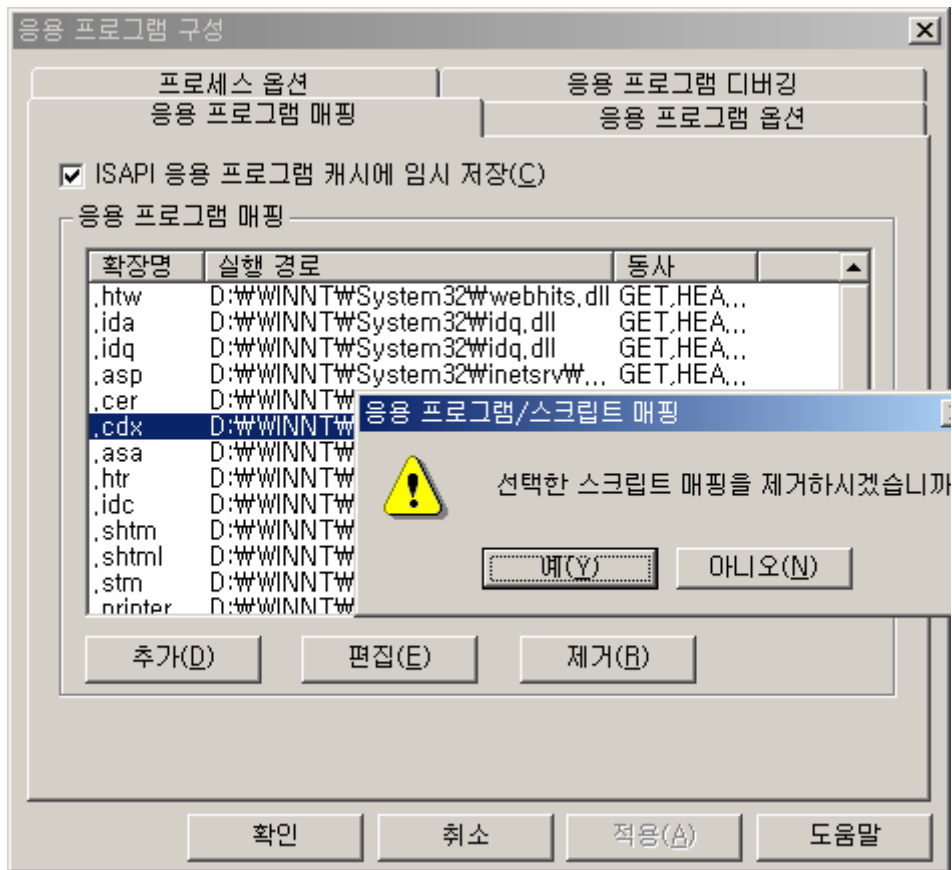 응용 프로그램 구성
프로세스 옵션 응용 프로그램 디버깅
응용 프로그램 매핑 응용 프로그램 옵션
ISAPI 응용 프로그램 캐시에 임시 저장(C)
응용 프로그램 매핑
확장명 실행 경로 동사
.htw D:₩WINNT₩System32₩webhits.dll GET,HEA...
.ida D:₩WINNT₩System32₩idq.dll GET,HEA...
.idq D:₩WINNT₩System32₩idq.dll GET,HEA...
.asp D:₩WINNT₩System32₩inetsrv₩... GET,HEA...
.cer D:₩WINNT₩
.cdx D:₩WINNT₩
.asa D:₩WINNT₩
.htr D:₩WINNT₩
.idc D:₩WINNT₩
.shtm D:₩WINNT₩
.shtml D:₩WINNT₩
.stm D:₩WINNT₩
.printer D:₩WINNT₩
응용 프로그램/스크립트 매핑
선택한 스크립트 매핑을 제거하시겠습니까
예(Y) 아니오(N)
추가(D) 편집(E) 제거(R)
확인 취소 적용(A) 도움말